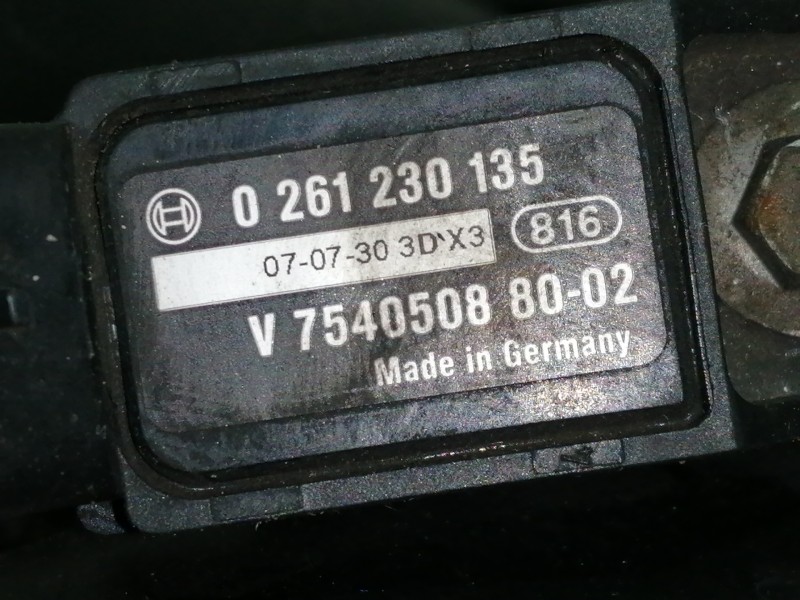 0 261 230 135
07-07-30 3D`X3 816
V 7540508 80-02
Made in Germany